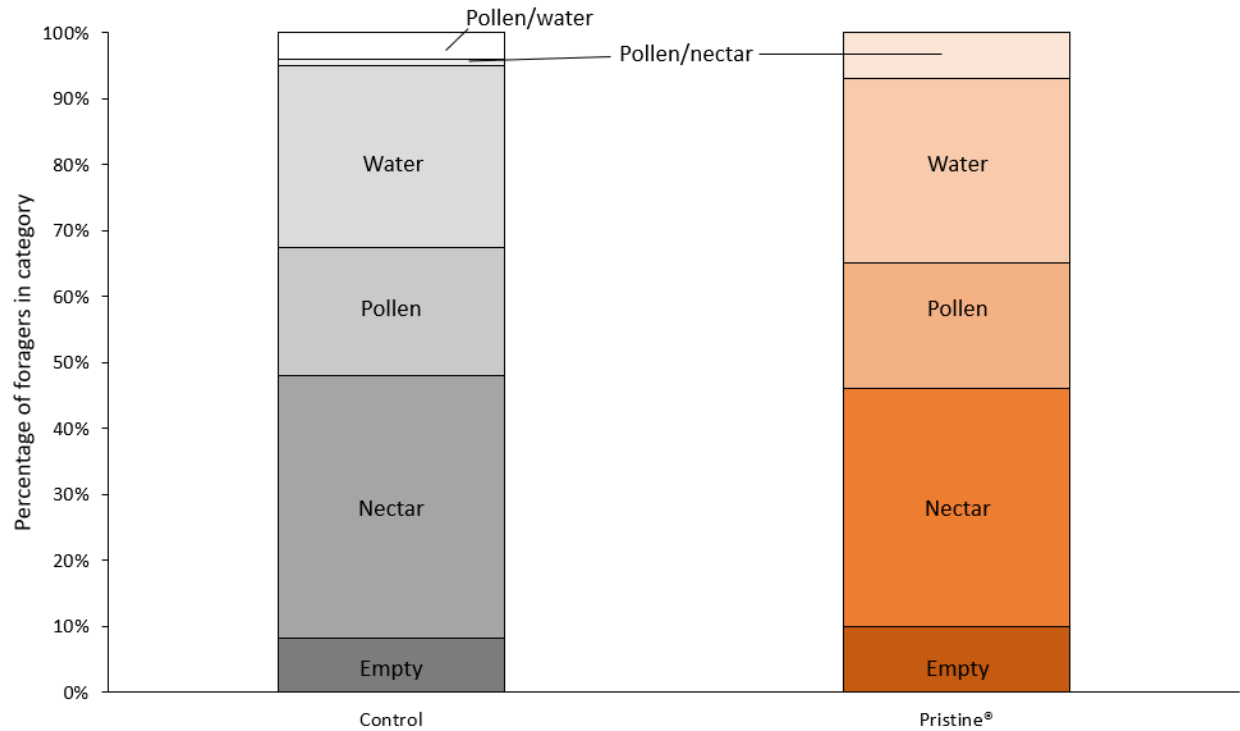 Pollen/water
Pollen/nectar
100%
90%
80%
70%
60%
50%
40%
30%
20%
10%
0%
Percentage of foragers in category
Water
Pollen
Nectar
Empty
Water
Pollen
Nectar
Empty
Control
Pristine®